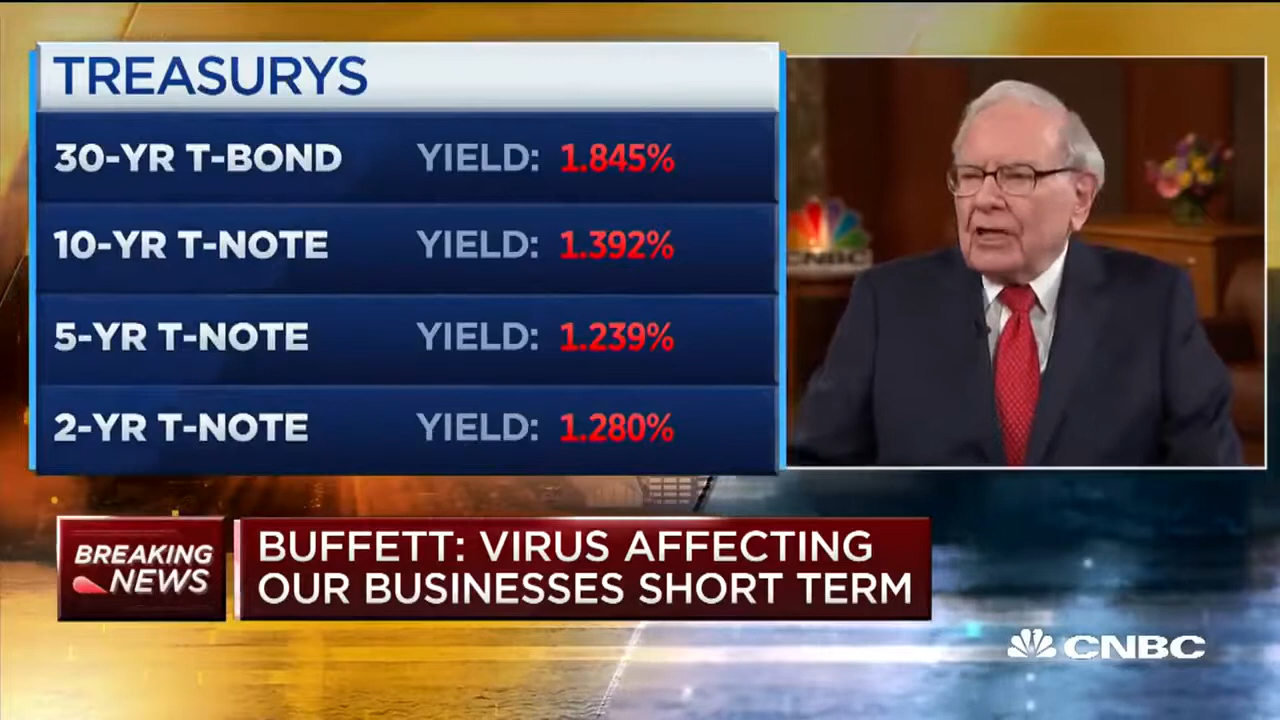 TREASURYS
30-YR T-BOND YIELD: 1.845%
10-YR T-NOTE YIELD: 1.392%
5-YR T-NOTE YIELD: 1.239%
2-YR T-NOTE YIELD: 1.280%
CNBC
BREAKING
NEWS
BUFFETT: VIRUS AFFECTING
OUR BUSINESSES SHORT TERM
CNBC